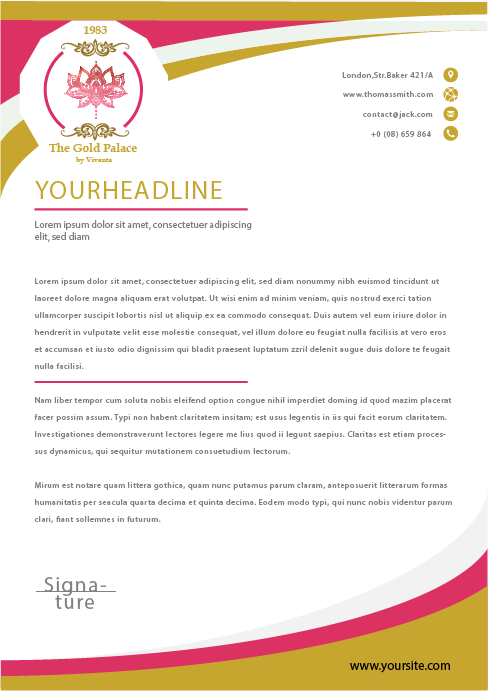 1983
The Gold Palace
by Vivanta
London,Str.Baker 421/A
www.thomassmith.com
contact@jack.com
+0 (08) 659 864
YOURHEADLINE
Lorem ipsum dolor sit amet, consectetuer adipiscing
elit, sed diam
Lorem ipsum dolor sit amet, consectetuer adipiscing elit, sed diam nonummy nibh euismod tincidunt ut
laoreet dolore magna aliquam erat volutpat. Ut wisi enim ad minim veniam, quis nostrud exerci tation
ullamcorper suscipit lobortis nisl ut aliquip ex ea commodo consequat. Duis autem vel eum iriure dolor in
hendrerit in vulputate velit esse molestie consequat, vel illum dolore eu feugiat nulla facilisis at vero eros
et accumsan et iusto odio dignissim qui bladit praesent luptatum zzril delenit augue duis dolore te feugait
nulla facilisi.
Nam liber tempor cum soluta nobis eleifend option congue nihil imperdiet doming id quod mazim placerat
facer possim assum. Typi non habent claritatem insitam; est usus legentis in iis qui facit eorum claritatem.
Investigationes demonstraverunt lectores legere me lius quod ii legunt saepius. Claritas est etiam proces-
sus dynamicus, qui sequitur mutationem consuetudium lectorum.
Mirum est notare quam littera gothica, quam nunc putamus parum claram, anteposuerit litterarum formas
humanitatis per seacula quarta decima et quinta decima. Eodem modo typi, qui nunc nobis videntur parum
clari, fiant sollemnes in futurum.
Signa-
ture
www.yoursite.com